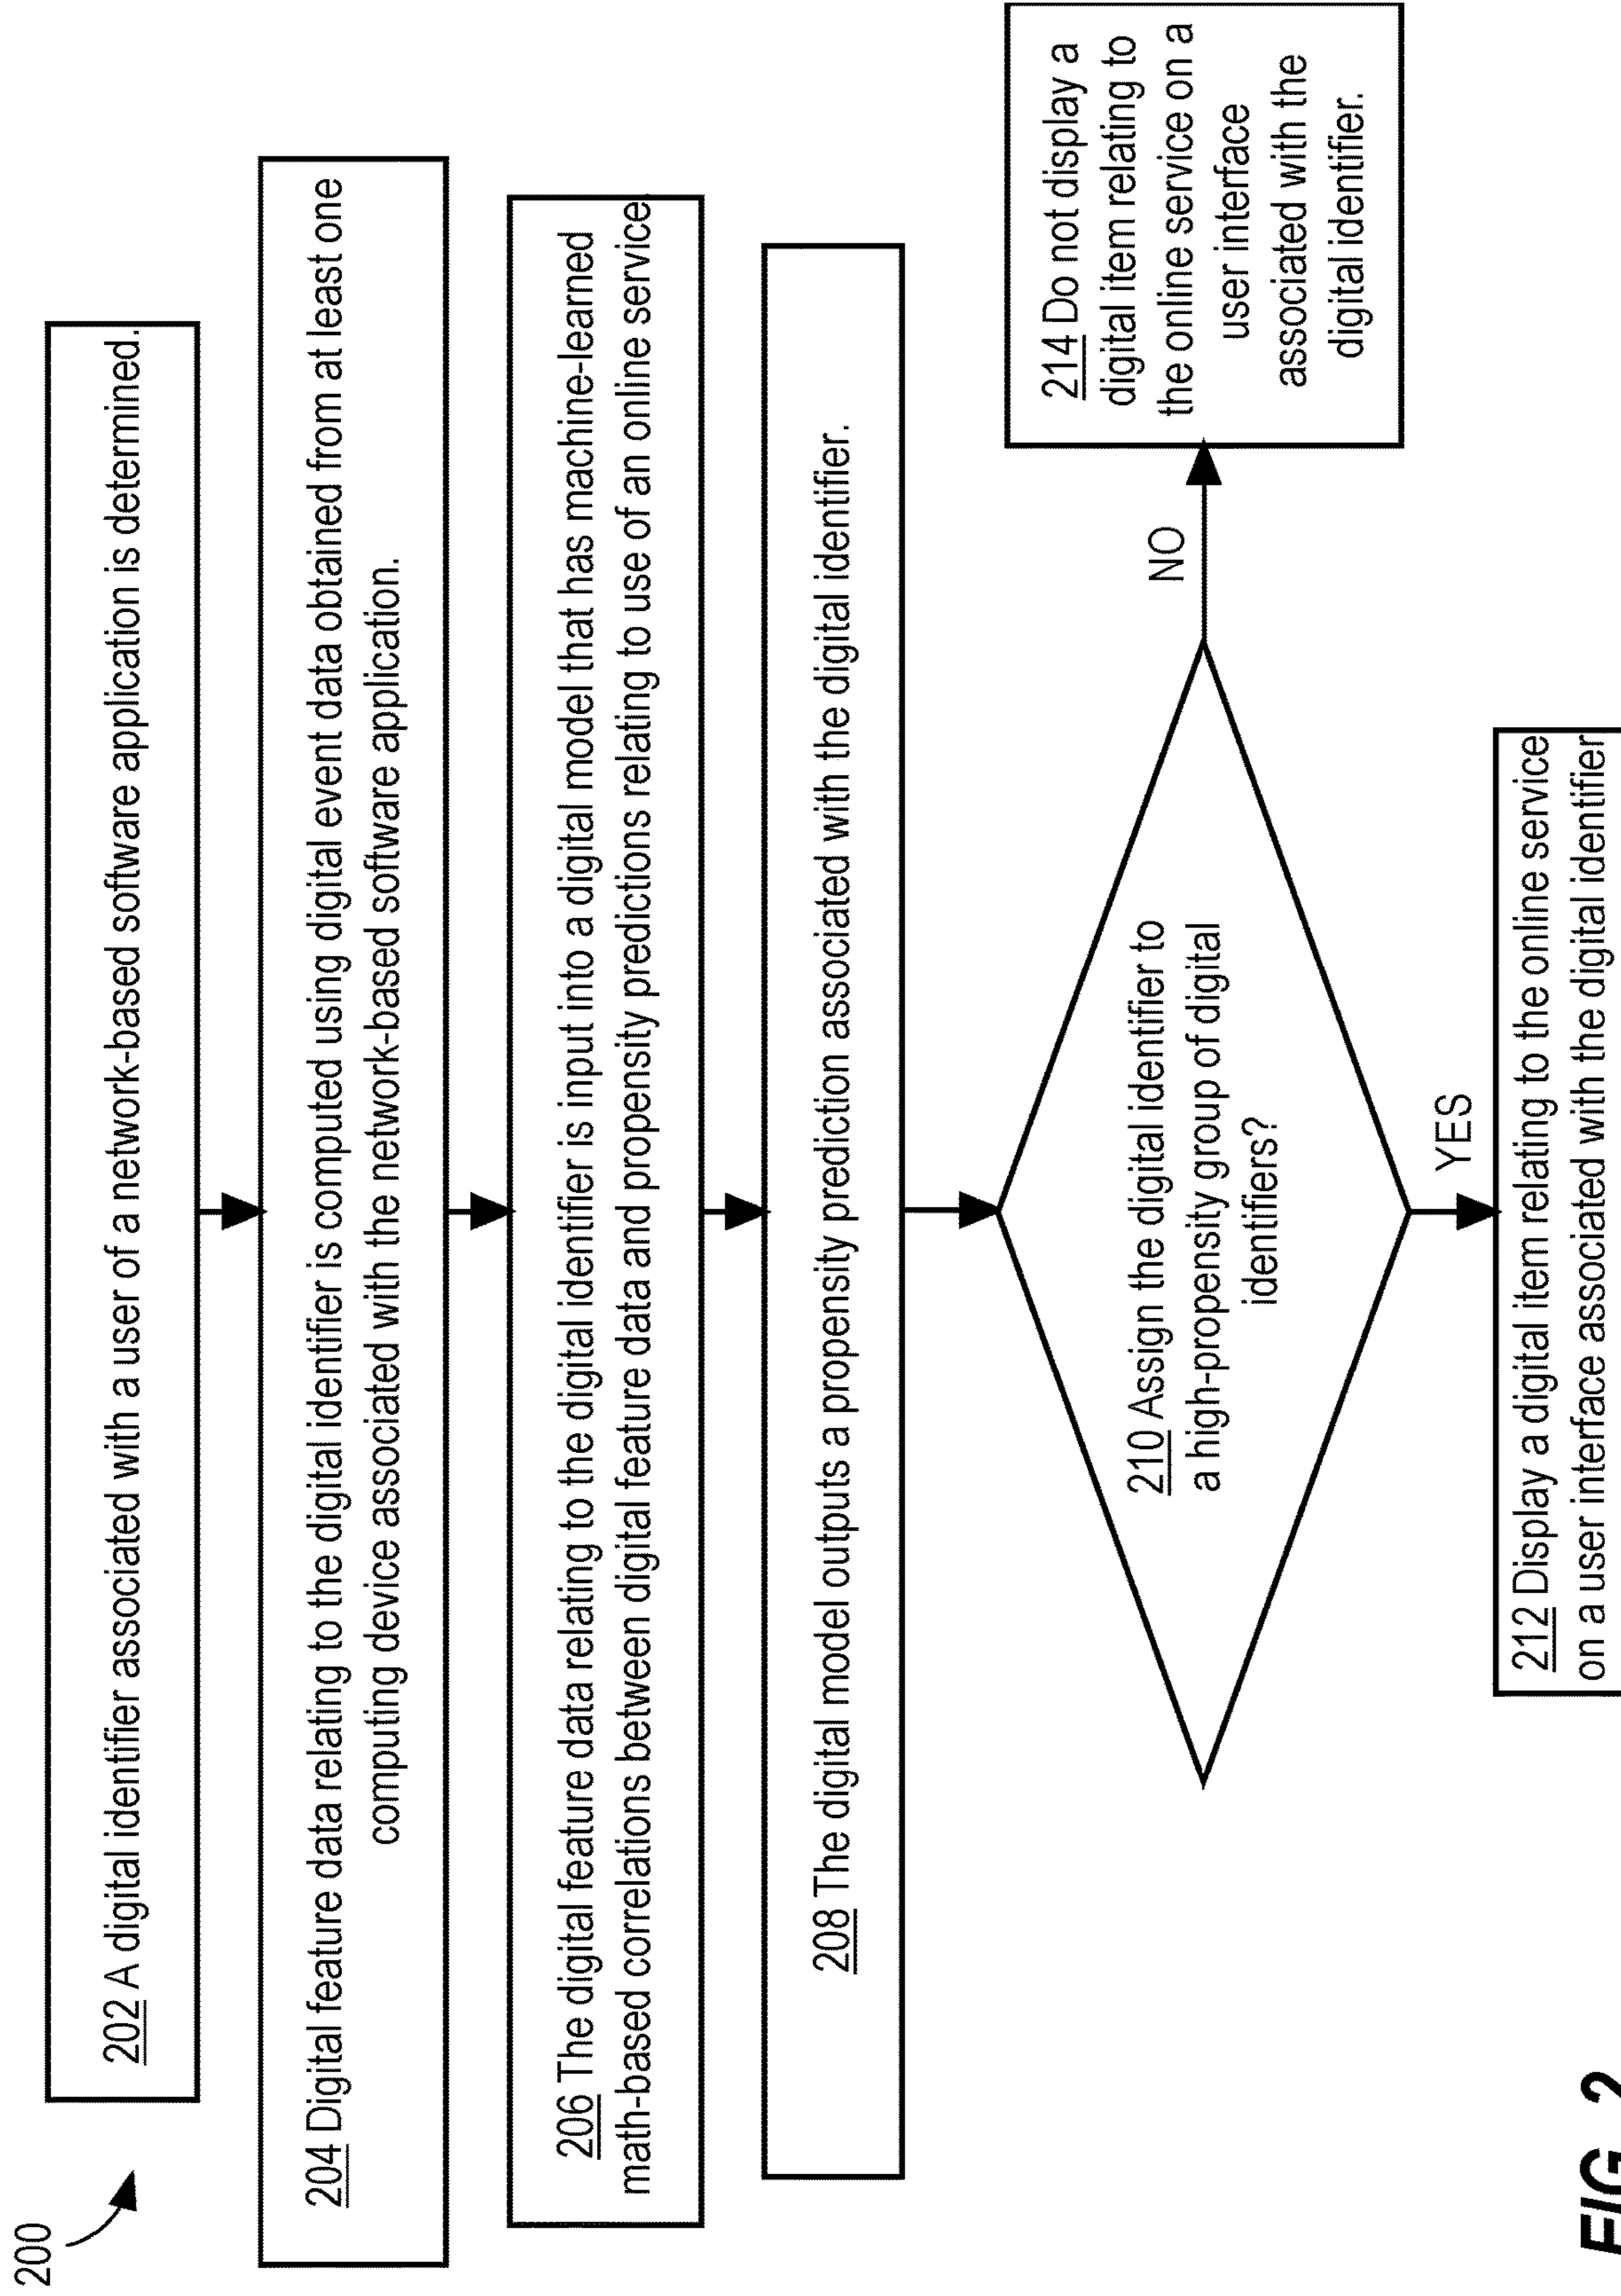 200
202 A digital identifier associated with a user of a network-based software application is determined.
204 Digital feature data relating to the digital identifier is computed using digital event data obtained from at least one
computing device associated with the network-based software application.
206 The digital feature data relating to the digital identifier is input into a digital model that has machine-learned
math-based correlations between digital feature data and propensity predictions relating to use of an online service
208 The digital model outputs a propensity prediction associated with the digital identifier.
210 Assign the digital identifier to
a high-propensity group of digital
identifiers?
NO
214 Do not display a
digital item relating to
the online service on a
user interface
associated with the
digital identifier.
YES
212 Display a digital item relating to the online service
on a user interface associated with the digital identifier
FIG. 2